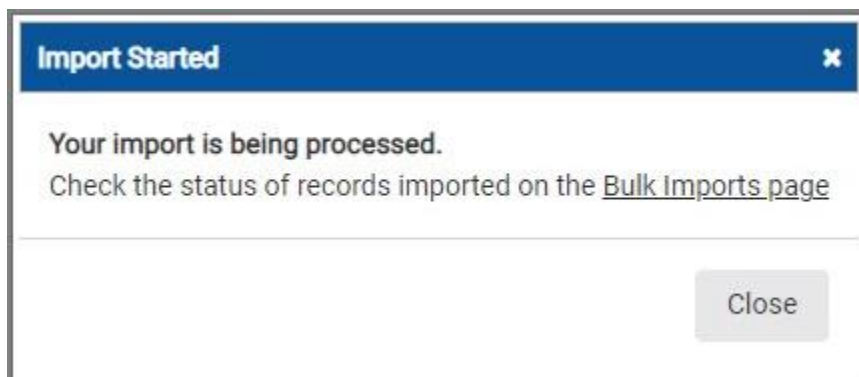 Import Started
Your import is being processed.
Check the status of records imported on the Bulk Imports page
Close